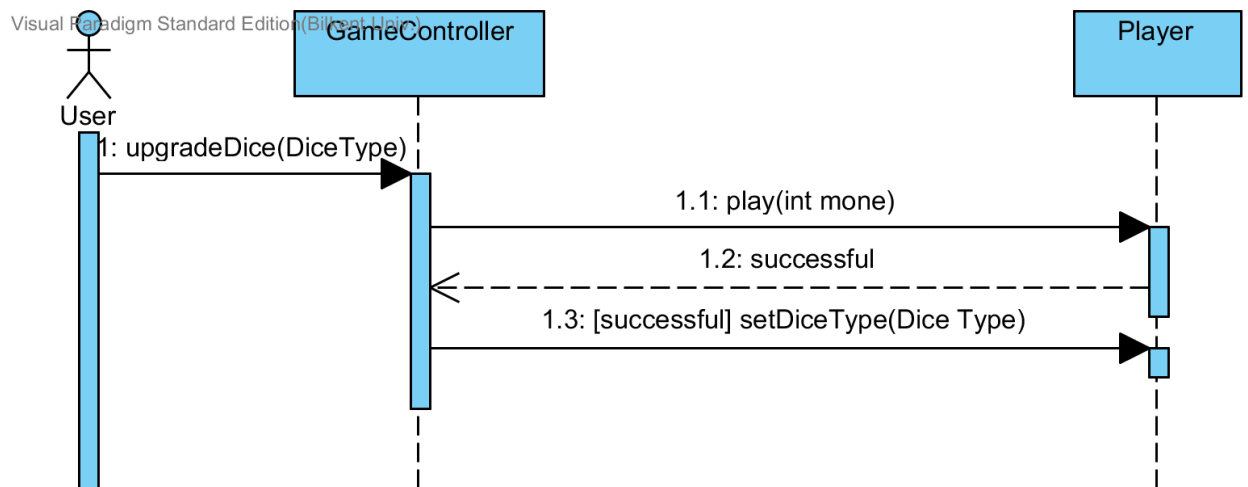 Visual Paradigm Standard Edition(Bilkent Univ.)
GameController
Player
User
1: upgradeDice(DiceType)
1.1: play(int mone)
1.2: successful
1.3: [successful] setDiceType(Dice Type)